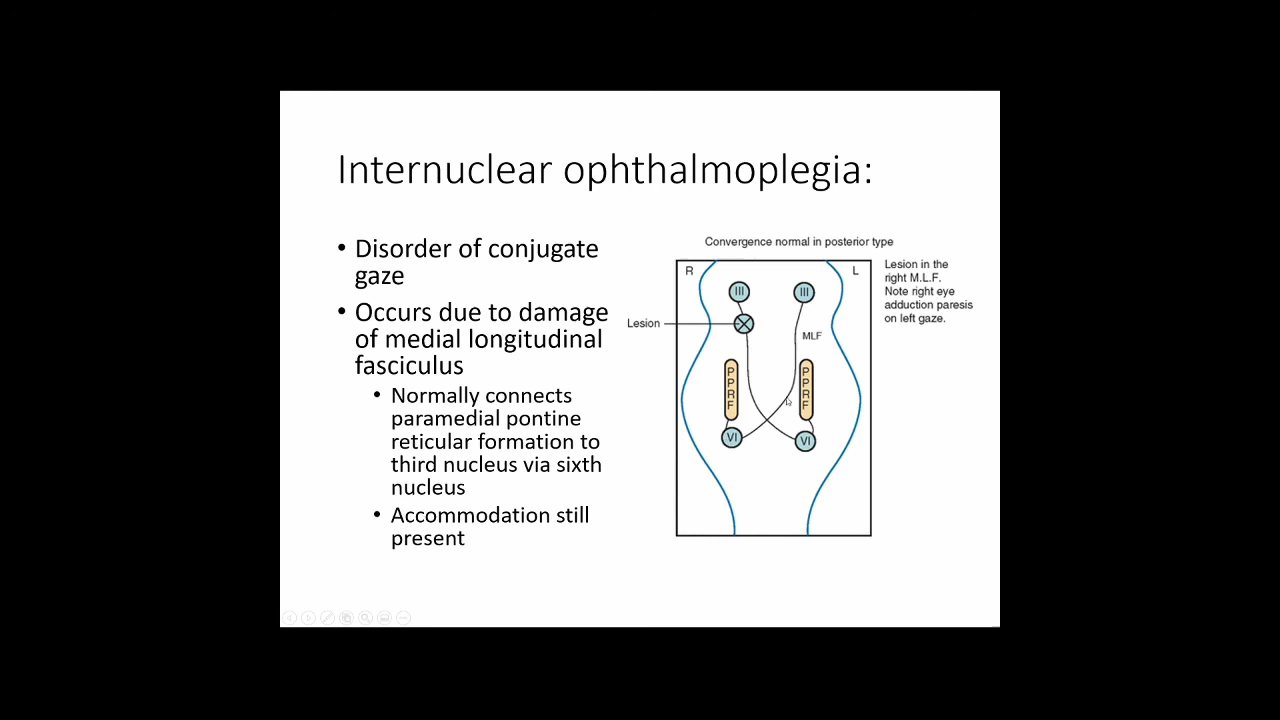 Internuclear ophthalmoplegia:
• Disorder of conjugate
gaze
• Occurs due to damage
of medial longitudinal
fasciculus
• Normally connects
paramedial pontine
reticular formation to
third nucleus via sixth
nucleus
• Accommodation still
present
Convergence normal in posterior type
R
L
III
III
Lesion
MLF
P
P
R
F
P
P
R
F
VI
VI
Lesion in the
right M.L.F.
Note right eye
adduction paresis
on left gaze.